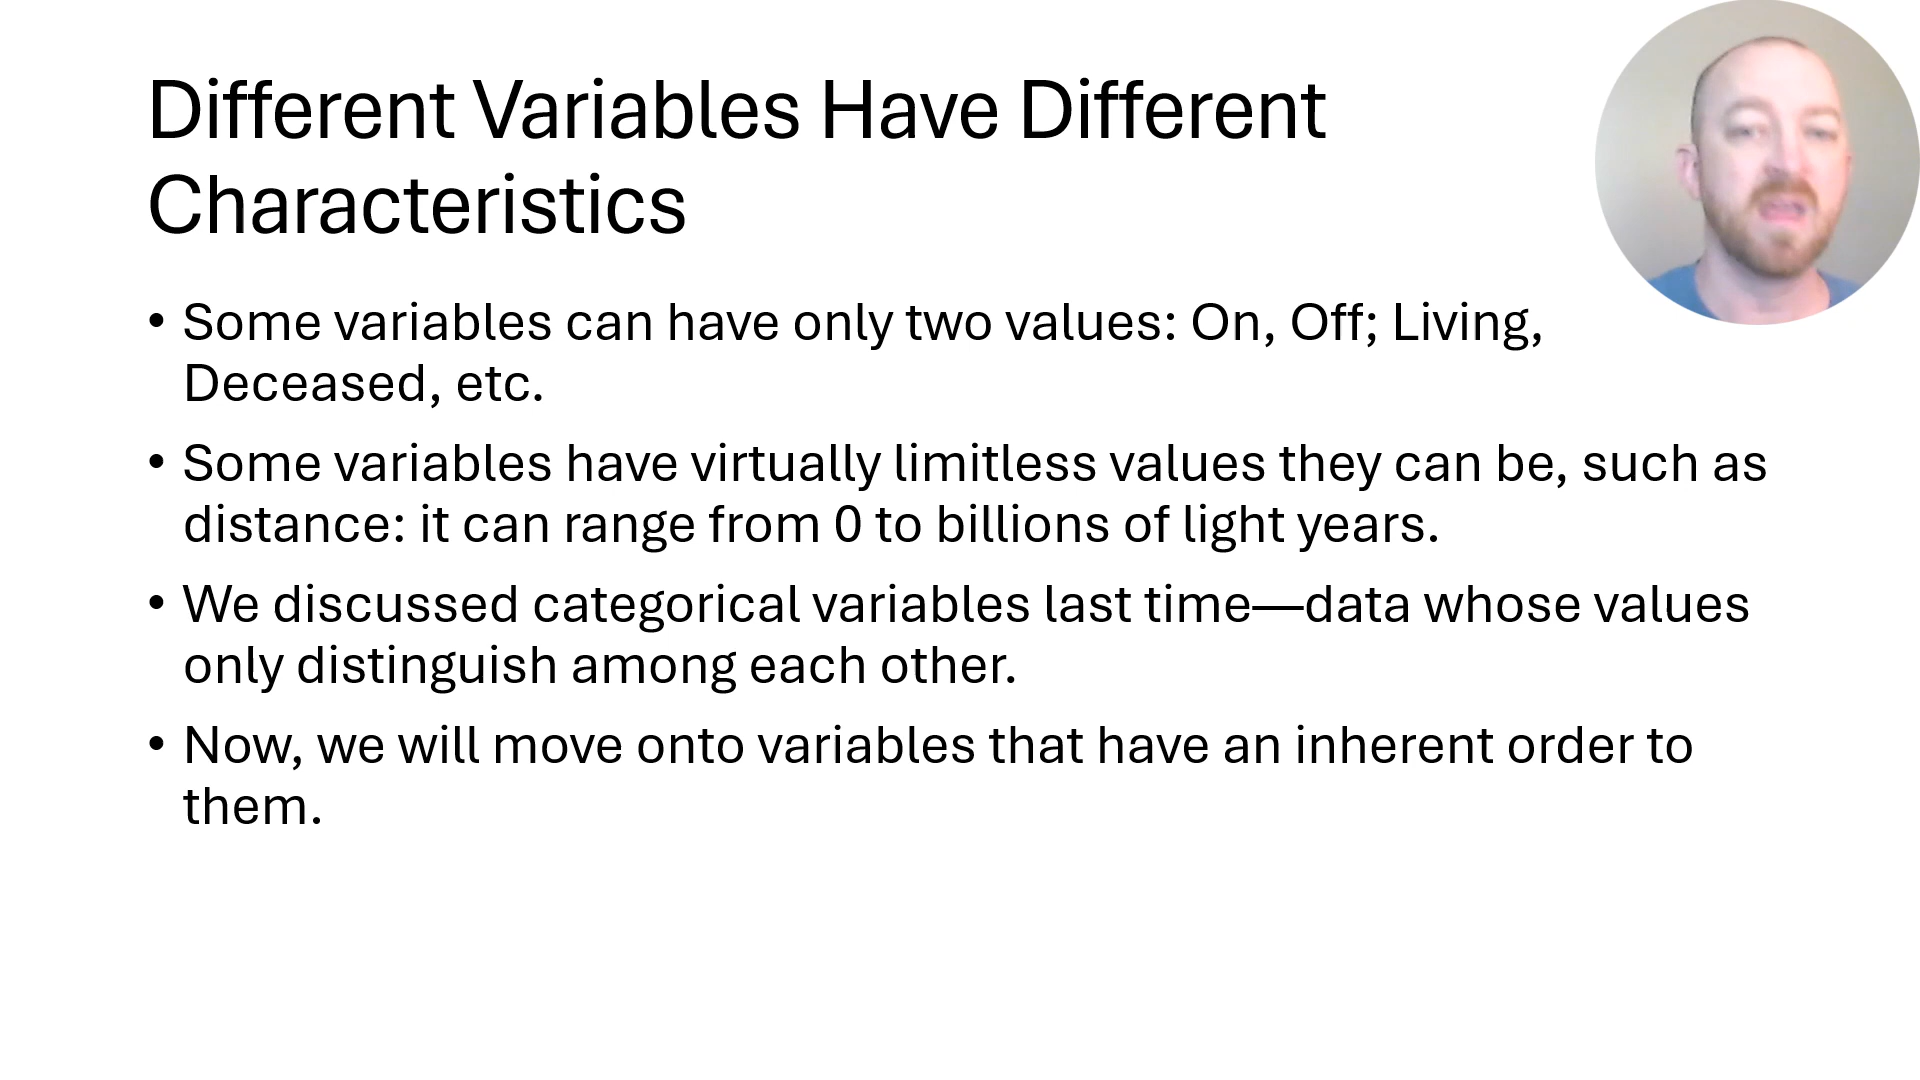 Different Variables Have Different
Characteristics
• Some variables can have only two values: On, Off; Living,
Deceased, etc.
• Some variables have virtually limitless values they can be, such as
distance: it can range from 0 to billions of light years.
• We discussed categorical variables last time—data whose values
only distinguish among each other.
• Now, we will move onto variables that have an inherent order to
them.